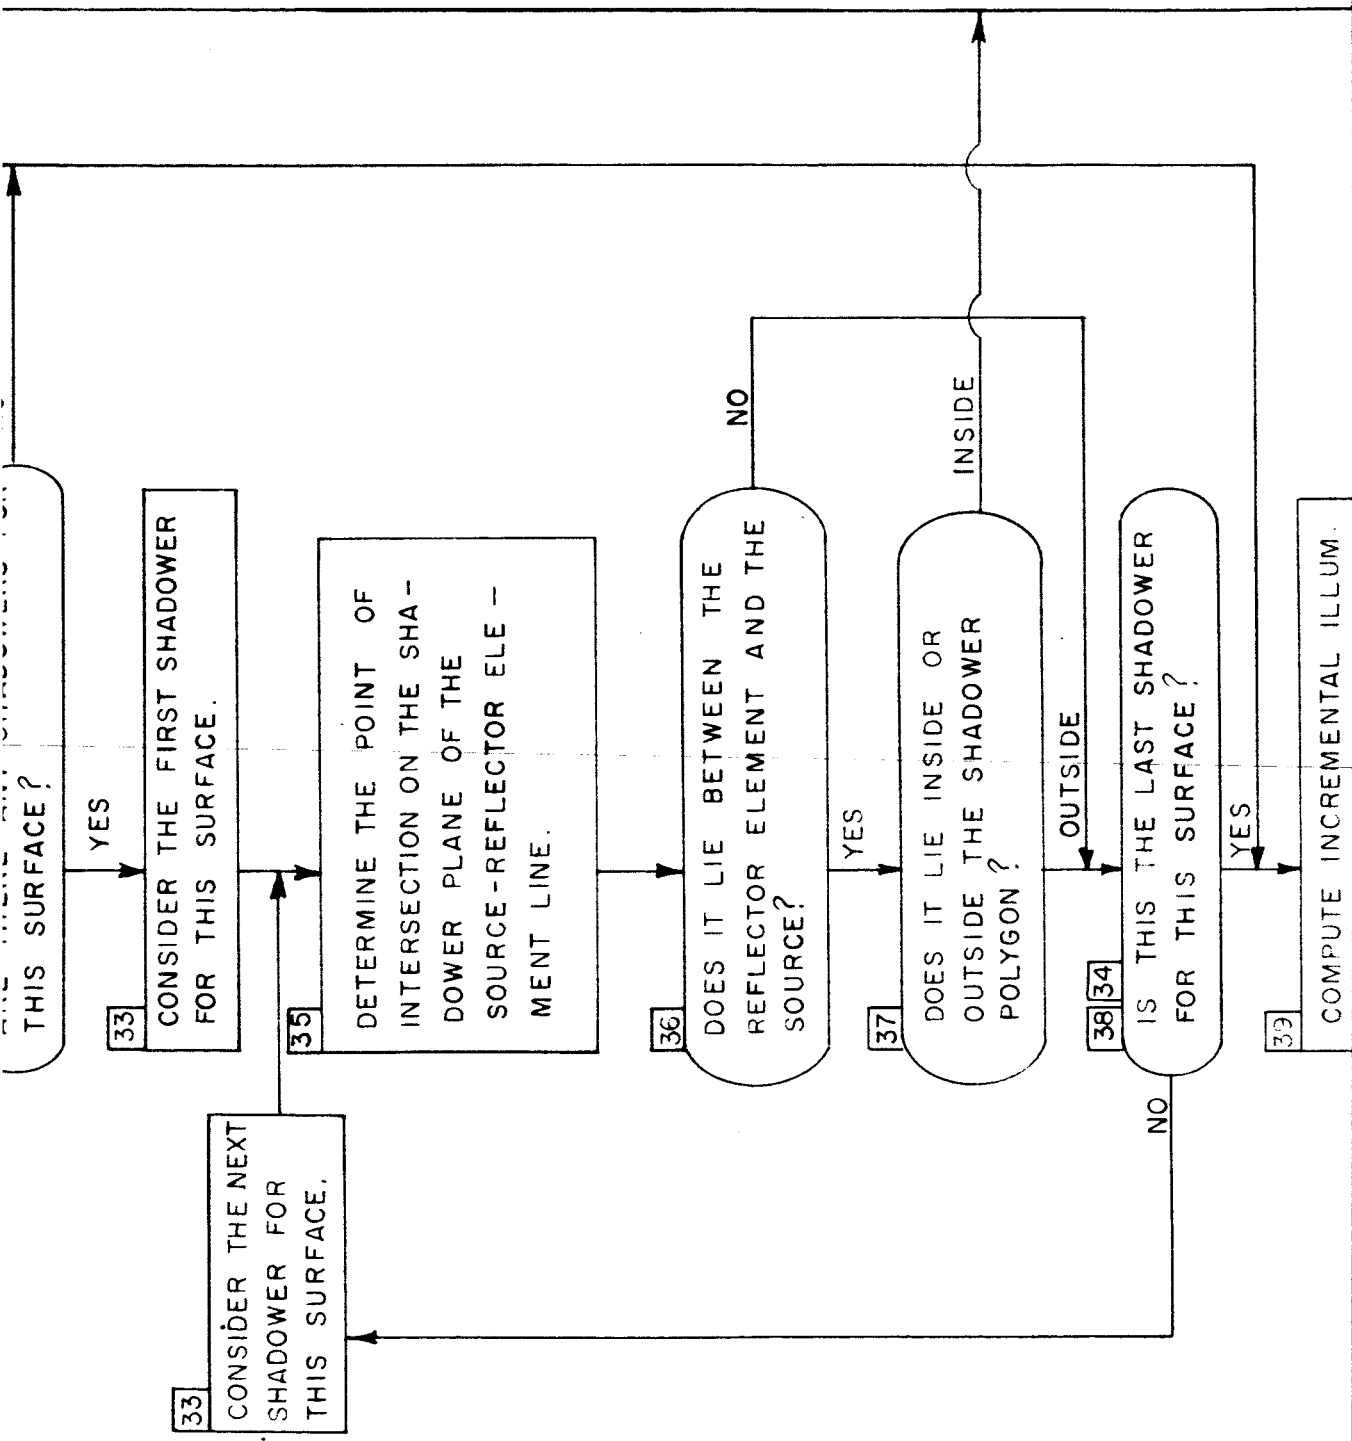 THIS SURFACE?
YES
33
CONSIDER THE FIRST SHADOWER
FOR THIS SURFACE.
33
CONSIDER THE NEXT
SHADOWER FOR
THIS SURFACE.
35
DETERMINE THE POINT OF
INTERSECTION ON THE SHA-
DOWER PLANE OF THE
SOURCE-REFLECTOR ELE-
MENT LINE.
36
DOES IT LIE BETWEEN THE
REFLECTOR ELEMENT AND THE
SOURCE?
NO
YES
37
DOES IT LIE INSIDE OR
OUTSIDE THE SHADOWER
POLYGON?
INSIDE
OUTSIDE
38 34
IS THIS THE LAST SHADOWER
FOR THIS SURFACE?
NO
YES
39
COMPUTE INCREMENTAL ILLUM.